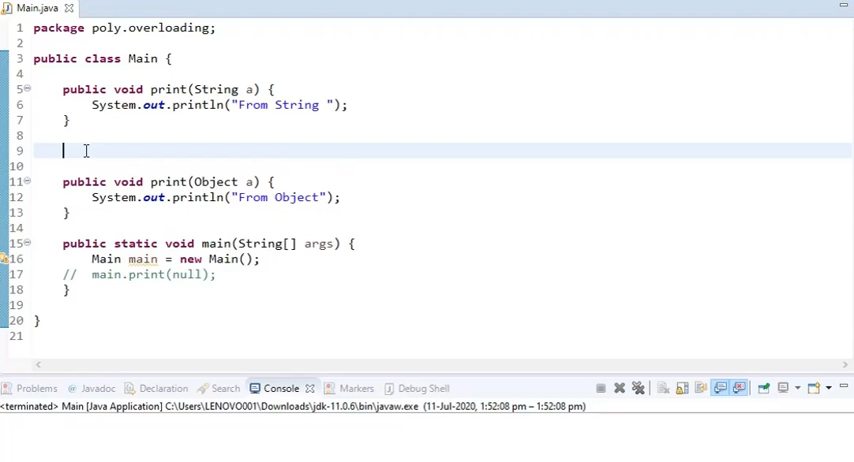 Main.java
1 package poly.overloading;
2
3 public class Main {
4
5 public void print(String a) {
6 System.out.println("From String ");
7 }
8
9
10
11 public void print(Object a) {
12 System.out.println("From Object");
13 }
14
15 public static void main(String[] args) {
16 Main main = new Main();
17 // main.print(null);
18 }
19
20 }
21
Problems Javadoc Declaration Search Console Markers Debug Shell
<terminated> Main [Java Application] C:\Users\LENOVO001\Downloads\jdk-11.0.6\bin\javaw.exe (11-Jul-2020, 1:52:08 pm – 1:52:08 pm)